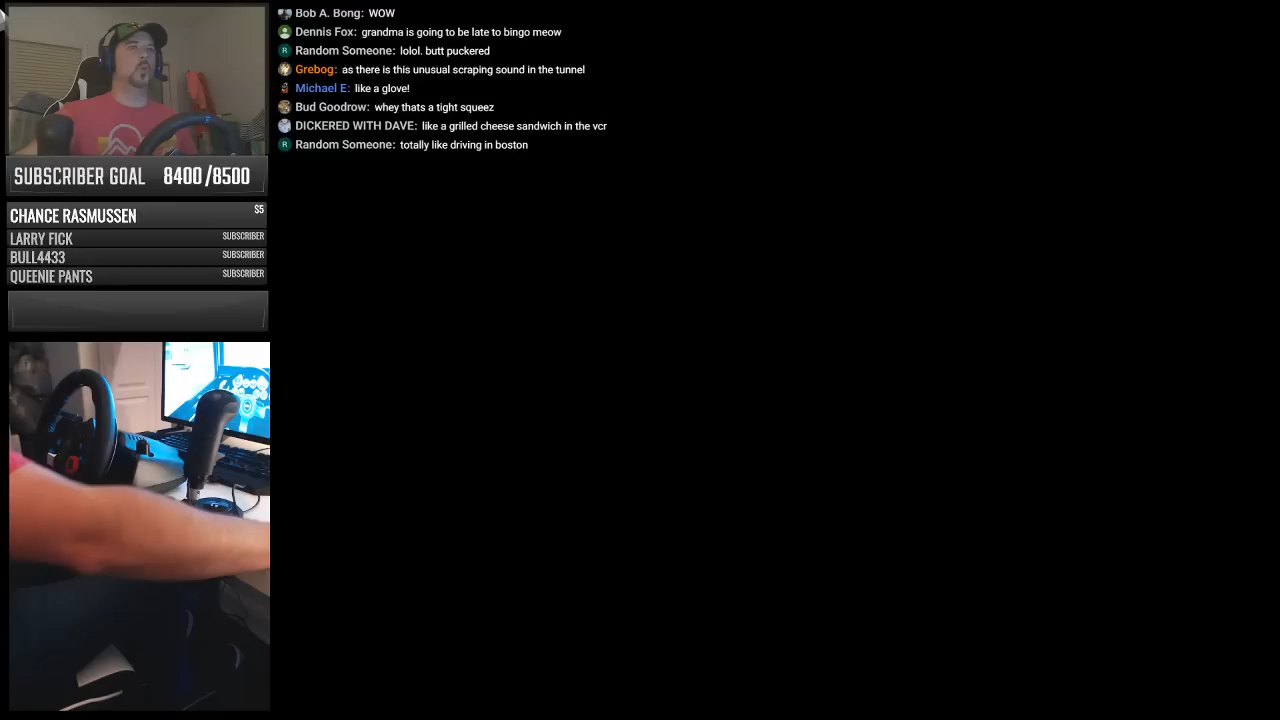 Bob A. Bong: WOW
Dennis Fox: grandma is going to be late to bingo meow
Random Someone: lolol. butt puckered
Grebog: as there is this unusual scraping sound in the tunnel
Michael E: like a glove!
Bud Goodrow: whey thats a tight squeez
DICKERED WITH DAVE: like a grilled cheese sandwich in the vcr
R Random Someone: totally like driving in boston
SUBSCRIBER GOAL 8400/8500
CHANCE RASMUSSEN $5
LARRY FICK SUBSCRIBER
BULL4433 SUBSCRIBER
QUEENIE PANTS SUBSCRIBER